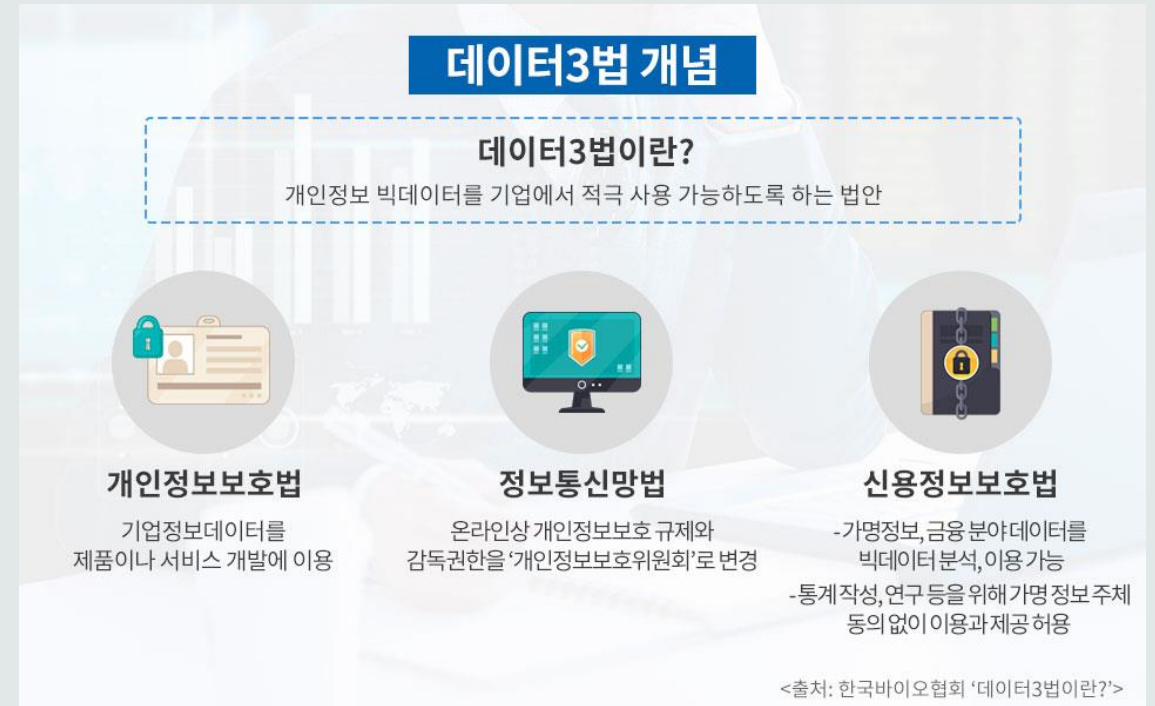 데이터3법 개념
데이터3법이란?
개인정보 빅데이터를 기업에서 적극 사용 가능하도록 하는 법안
개인정보보호법
기업정보데이터를
제품이나 서비스 개발에 이용
정보통신망법
온라인상 개인정보보호 규제와
감독권한을 ‘개인정보보호위원회’로 변경
신용정보보호법
-가명정보, 금융 분야 데이터를
빅데이터 분석, 이용 가능
-통계 작성, 연구 등을 위해 가명 정보 주체
동의 없이 이용과 제공 허용
<출처: 한국바이오협회 ‘데이터3법이란?’>